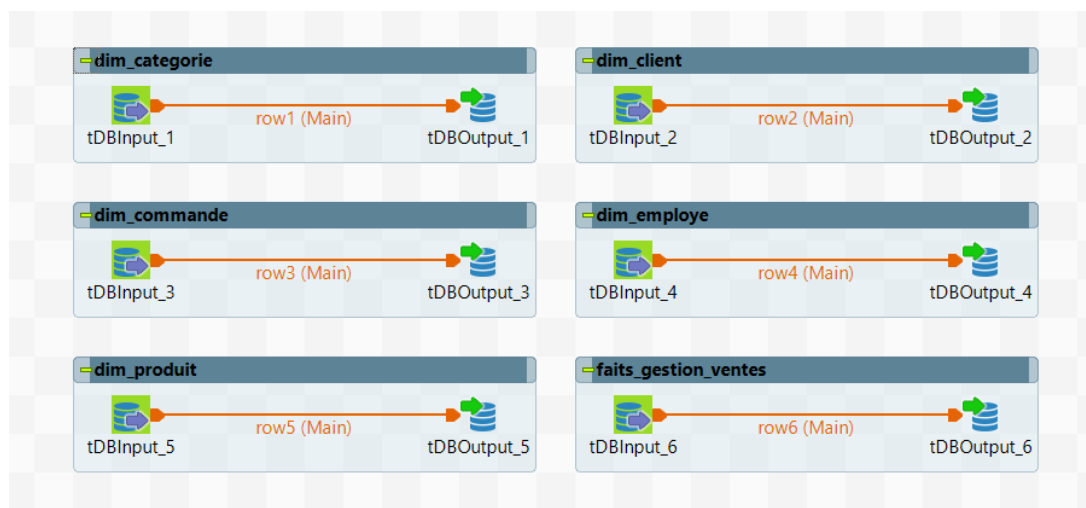 dim_categorie
row1 (Main)
tDBInput_1
tDBOutput_1
dim_client
row2 (Main)
tDBInput_2
tDBOutput_2
dim_commande
row3 (Main)
tDBInput_3
tDBOutput_3
dim_employe
row4 (Main)
tDBInput_4
tDBOutput_4
dim_produit
row5 (Main)
tDBInput_5
tDBOutput_5
faits_gestion_ventes
row6 (Main)
tDBInput_6
tDBOutput_6